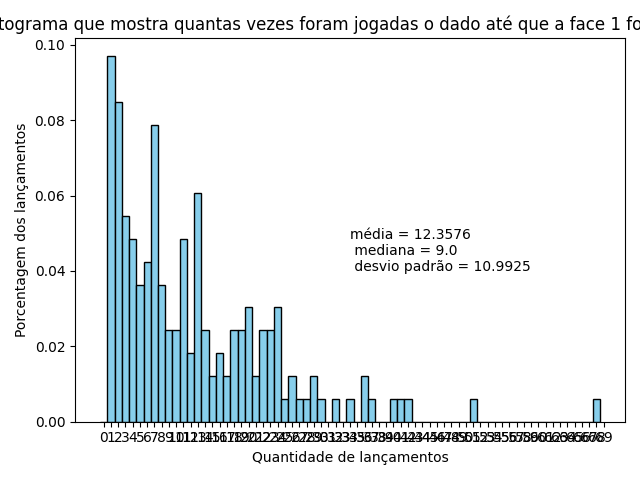 tograma que mostra quantas vezes foram jogadas o dado até que a face 1 fo
0.10
0.08
0.06
0.04
0.02
0.00
Porcentagem dos lançamentos
média = 12.3576
mediana = 9.0
desvio padrão = 10.9925
Quantidade de lançamentos